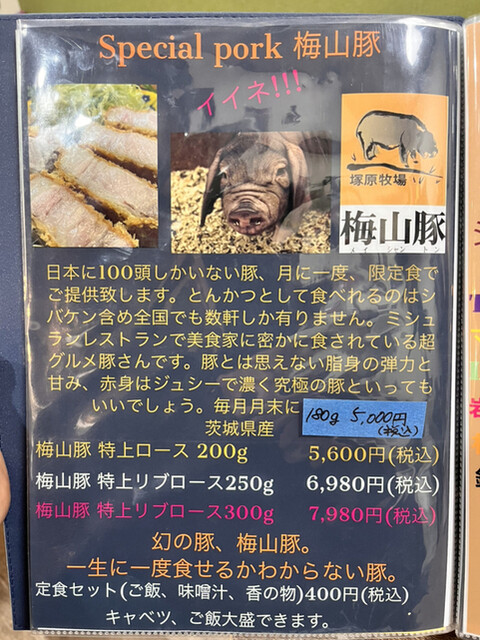 Special pork 梅山豚
イイネ!!!
塚原牧場
梅山豚
メイ シャン トン
日本に100頭しかいない豚、月に一度、限定食で
ご提供致します。とんかつとして食べれるのはシ
バケン含め全国でも数軒しか有りません。ミシュ
ランレストランで美食家に密かに食されている超
グルメ豚さんです。豚とは思えない脂身の弾力と
甘み、赤身はジュシーで濃く究極の豚といっても
いいでしょう。毎月月末に
180g 5,000円
(税込)
茨城県産
梅山豚 特上ロース 200g 5,600円(税込)
梅山豚 特上リブロース250g 6,980円(税込)
梅山豚 特上リブロース300g 7,980円(税込)
幻の豚、梅山豚。
一生に一度食せるかわからない豚。
定食セット(ご飯、味噌汁、香の物)400円(税込)
キャベツ、ご飯大盛できます。